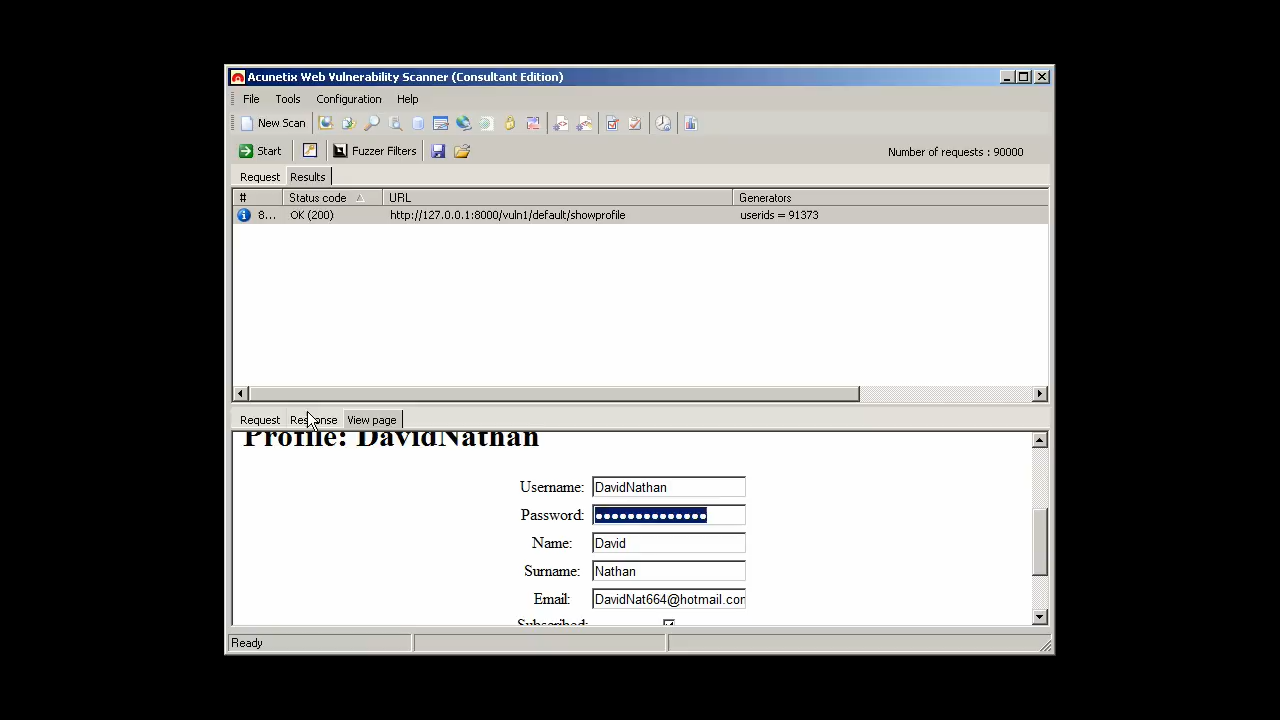 Acunetix Web Vulnerability Scanner (Consultant Edition)
File Tools Configuration Help
New Scan
Start Fuzzer Filters Number of requests : 90000
Request Results
# Status code URL Generators
8... OK (200) http://127.0.0.1:8000/vuln1/default/showprofile userids = 91373
Request Response View page
Profile: DavidNathan
Username: DavidNathan
Password: ●●●●●●●●●●●●●●
Name: David
Surname: Nathan
Email: DavidNat664@hotmail.com
Subscribed:
Ready